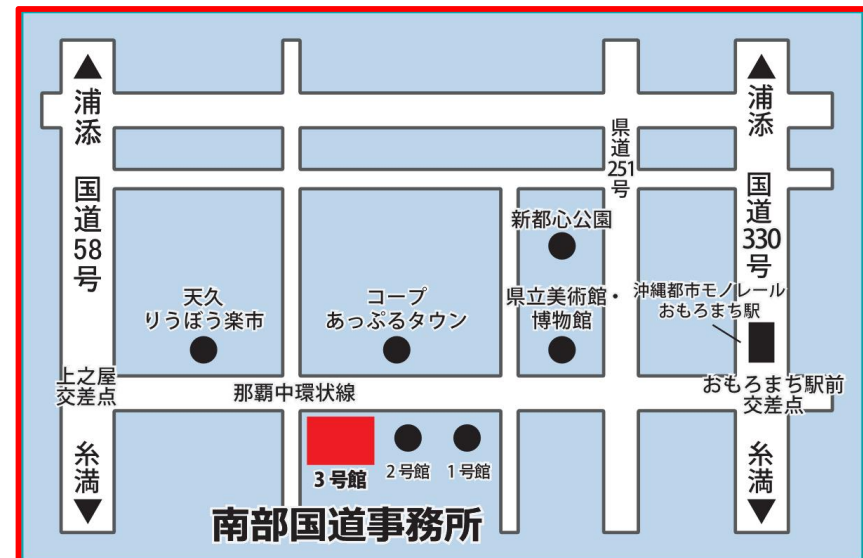 ▲
浦添
国道58号
上之屋
交差点
糸満
▼
天久
りうぼう楽市
コープ
あっぷるタウン
新都心公園
県立美術館・
博物館
県道251号
▲
浦添
国道330号
沖縄都市モノレール
おもろまち駅
おもろまち駅前
交差点
糸満
▼
那覇中環状線
3号館
2号館
1号館
南部国道事務所